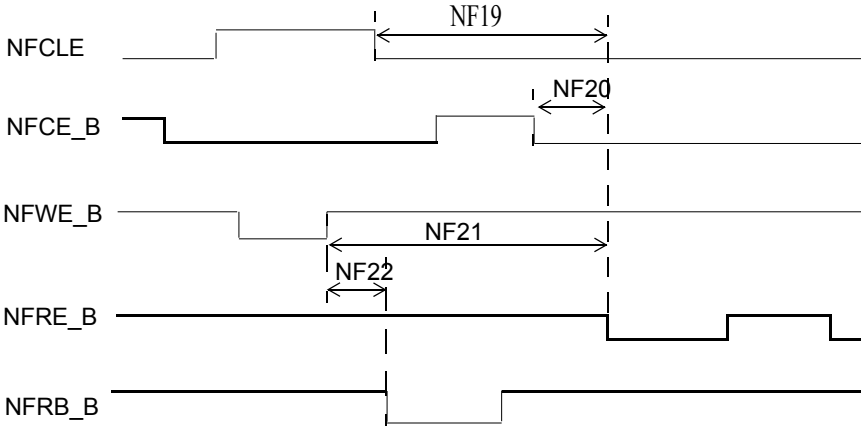 NF19
NFCLE
NF20
NFCE_B
NFWE_B
NF21
NF22
NFRE_B
NFRB_B